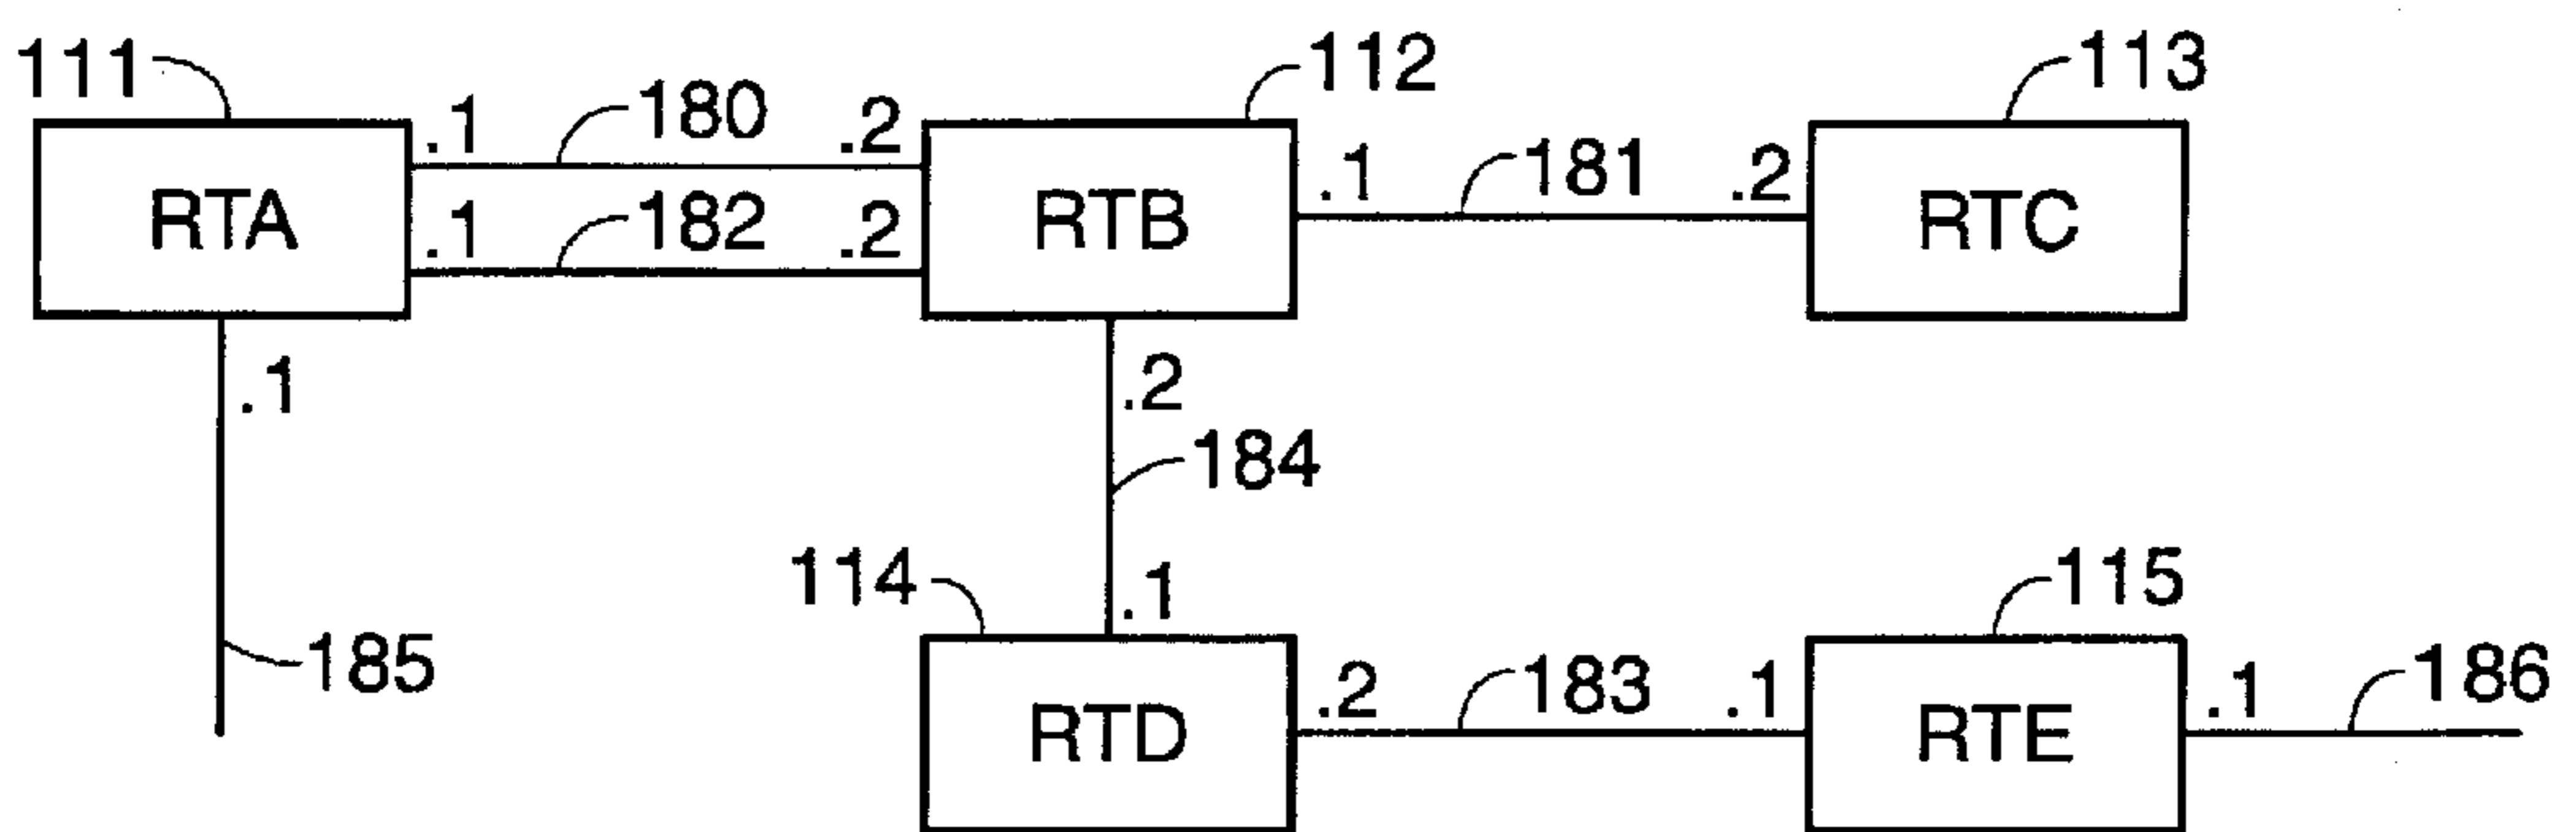 111 112 113
.1 180 .2
RTA RTB .1 181 .2 RTC
.1 182 .2
.1 .2
184
114 .1 115
185 .2 183 .1 .1 186
RTD RTE